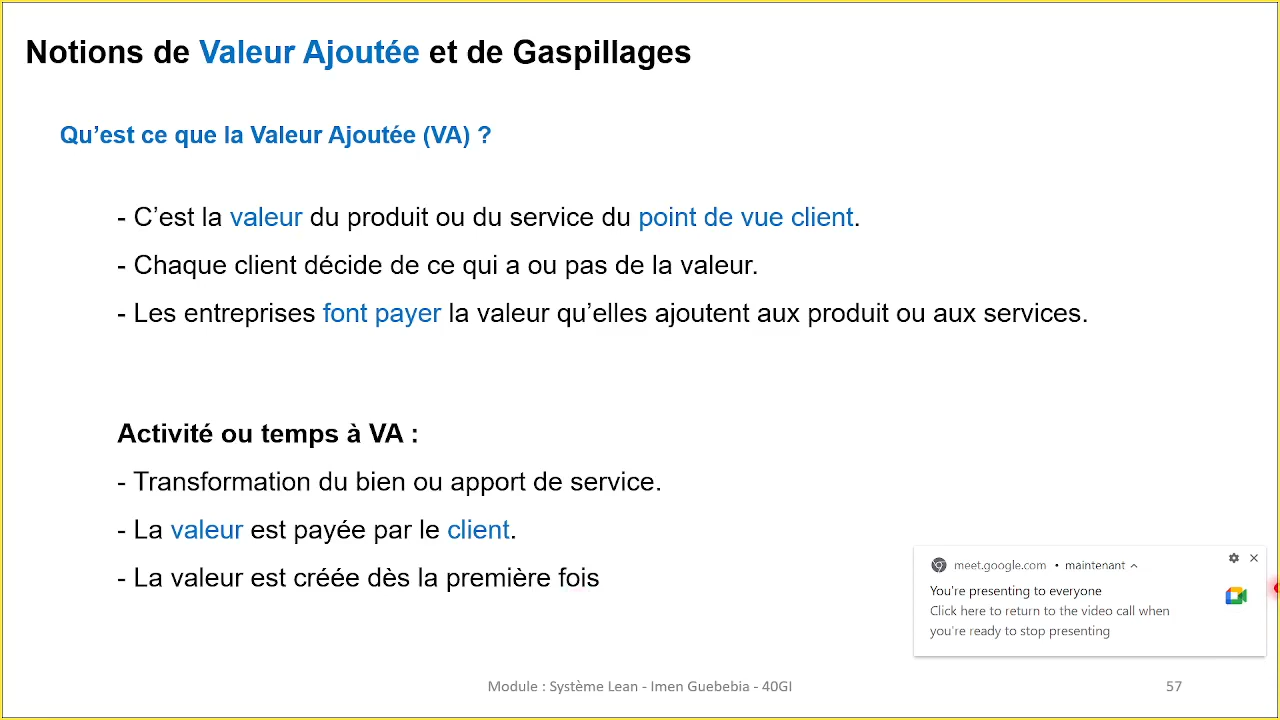 Notions de Valeur Ajoutée et de Gaspillages
Qu’est ce que la Valeur Ajoutée (VA) ?
- C’est la valeur du produit ou du service du point de vue client.
- Chaque client décide de ce qui a ou pas de la valeur.
- Les entreprises font payer la valeur qu’elles ajoutent aux produit ou aux services.
Activité ou temps à VA :
- Transformation du bien ou apport de service.
- La valeur est payée par le client.
- La valeur est créée dès la première fois
meet.google.com • maintenant
You're presenting to everyone
Click here to return to the video call when
you're ready to stop presenting
Module : Système Lean - Imen Guebebia - 40GI
57